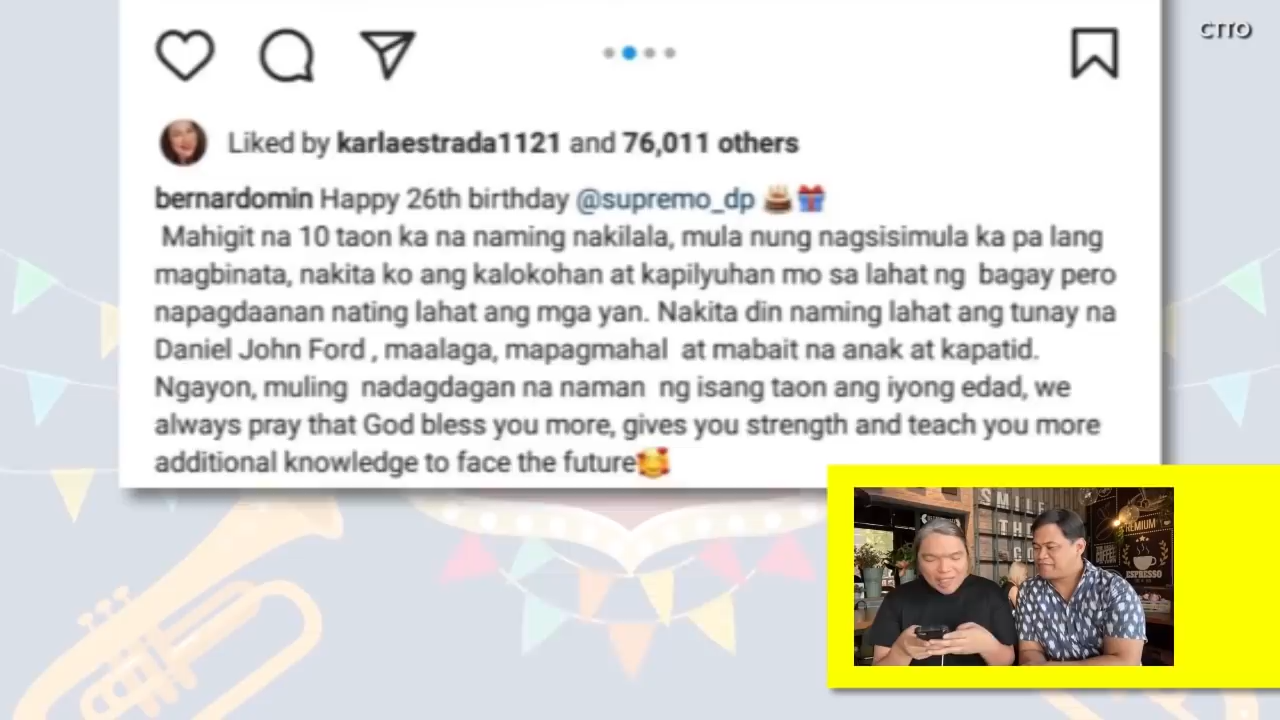 CTTO
Liked by karlaestrada1121 and 76,011 others
bernardomin Happy 26th birthday @supremo_dp 🎂🎁
Mahigit na 10 taon ka na naming nakilala, mula nung nagsisimula ka pa lang
magbinata, nakita ko ang kalokohan at kapilyuhan mo sa lahat ng bagay pero
napagdaanan nating lahat ang mga yan. Nakita din naming lahat ang tunay na
Daniel John Ford , maalaga, mapagmahal at mabait na anak at kapatid.
Ngayon, muling nadagdagan na naman ng isang taon ang iyong edad, we
always pray that God bless you more, gives you strength and teach you more
additional knowledge to face the future🥰
SMILE
THE
PREMIUM
ESPRESSO